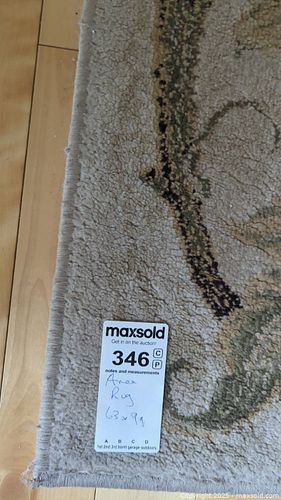 maxsold
Get in on the auction!
346 C
P
notes and measurements
Area
Rug
A B C D
1st 2nd 3rd bsmt garage outdoors
Copyright 2025 - maxsold.com